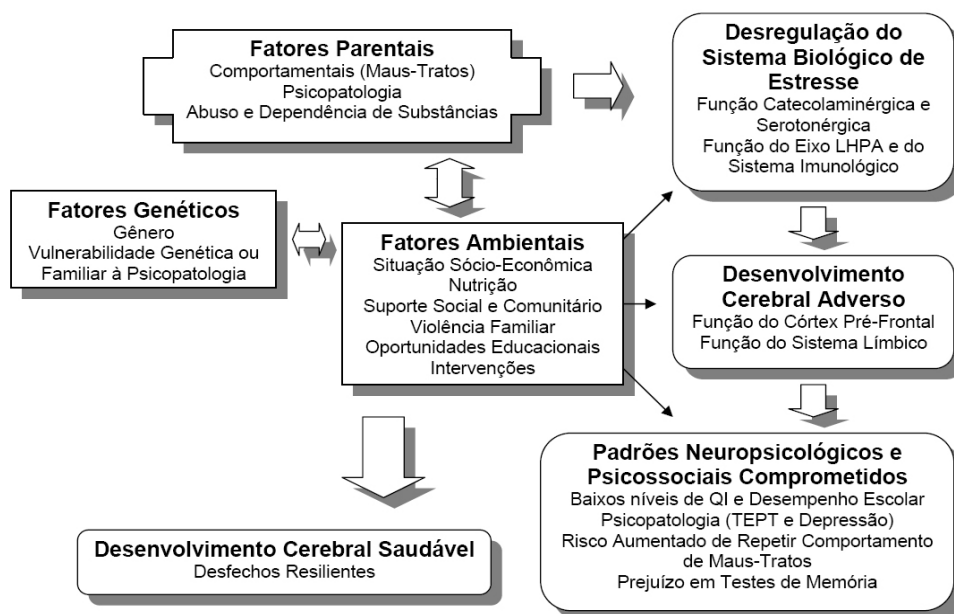 Fatores Parentais
Comportamentais (Maus-Tratos)
Psicopatologia
Abuso e Dependência de Substâncias
Desregulação do
Sistema Biológico de
Estresse
Função Catecolaminérgica e
Serotonérgica
Função do Eixo LHPA e do
Sistema Imunológico
Fatores Genéticos
Gênero
Vulnerabilidade Genética ou
Familiar à Psicopatologia
Fatores Ambientais
Situação Sócio-Econômica
Nutrição
Suporte Social e Comunitário
Violência Familiar
Oportunidades Educacionais
Intervenções
Desenvolvimento
Cerebral Adverso
Função do Córtex Pré-Frontal
Função do Sistema Límbico
Padrões Neuropsicológicos e
Psicossociais Comprometidos
Baixos níveis de QI e Desempenho Escolar
Psicopatologia (TEPT e Depressão)
Risco Aumentado de Repetir Comportamento
de Maus-Tratos
Prejuízo em Testes de Memória
Desenvolvimento Cerebral Saudável
Desfechos Resilientes